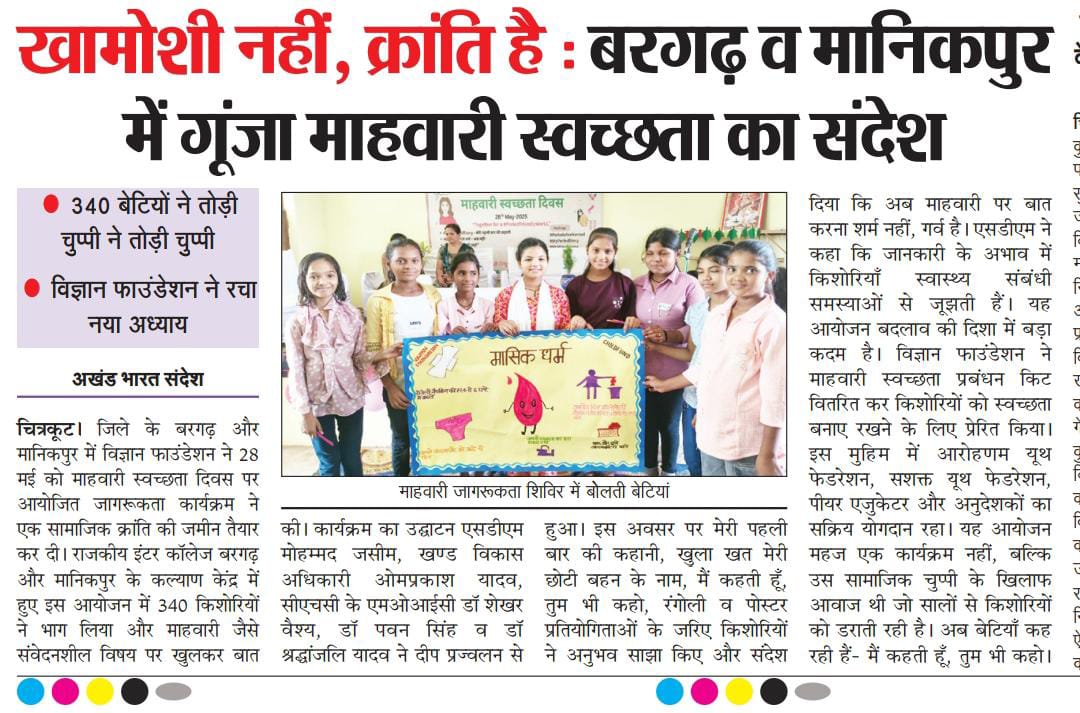 खामोशी नहीं, क्रांति है : बरगढ़ व मानिकपुर
में गूंजा माहवारी स्वच्छता का संदेश
340 बेटियों ने तोड़ी
चुप्पी ने तोड़ी चुप्पी
विज्ञान फाउंडेशन ने रचा
नया अध्याय
अखंड भारत संदेश
चित्रकूट। जिले के बरगढ़ और
मानिकपुर में विज्ञान फाउंडेशन ने 28
मई को माहवारी स्वच्छता दिवस पर
आयोजित जागरूकता कार्यक्रम ने
एक सामाजिक क्रांति की जमीन तैयार
कर दी। राजकीय इंटर कॉलेज बरगढ़
और मानिकपुर के कल्याण केंद्र में
हुए इस आयोजन में 340 किशोरियों
ने भाग लिया और माहवारी जैसे
संवेदनशील विषय पर खुलकर बात
माहवारी स्वच्छता दिवस
28th May-2025
मासिक धर्म
माहवारी जागरूकता शिविर में बोलती बेटियां
की। कार्यक्रम का उद्घाटन एसडीएम
मोहम्मद जसीम, खण्ड विकास
अधिकारी ओमप्रकाश यादव,
सीएचसी के एमओआईसी डॉ शेखर
वैश्य, डॉ पवन सिंह व डॉ
श्रद्धांजलि यादव ने दीप प्रज्वलन से
हुआ। इस अवसर पर मेरी पहली
बार की कहानी, खुला खत मेरी
छोटी बहन के नाम, मैं कहती हूँ,
तुम भी कहो, रंगोली व पोस्टर
प्रतियोगिताओं के जरिए किशोरियों
ने अनुभव साझा किए और संदेश
दिया कि अब माहवारी पर बात
करना शर्म नहीं, गर्व है। एसडीएम ने
कहा कि जानकारी के अभाव में
किशोरियाँ स्वास्थ्य संबंधी
समस्याओं से जूझती हैं। यह
आयोजन बदलाव की दिशा में बड़ा
कदम है। विज्ञान फाउंडेशन ने
माहवारी स्वच्छता प्रबंधन किट
वितरित कर किशोरियों को स्वच्छता
बनाए रखने के लिए प्रेरित किया।
इस मुहिम में आरोहणम यूथ
फेडरेशन, सशक्त यूथ फेडरेशन,
पीयर एजुकेटर और अनुदेशकों का
सक्रिय योगदान रहा। यह आयोजन
महज एक कार्यक्रम नहीं, बल्कि
उस सामाजिक चुप्पी के खिलाफ
आवाज थी जो सालों से किशोरियों
को डराती रही है। अब बेटियाँ कह
रही हैं- मैं कहती हूँ, तुम भी कहो।